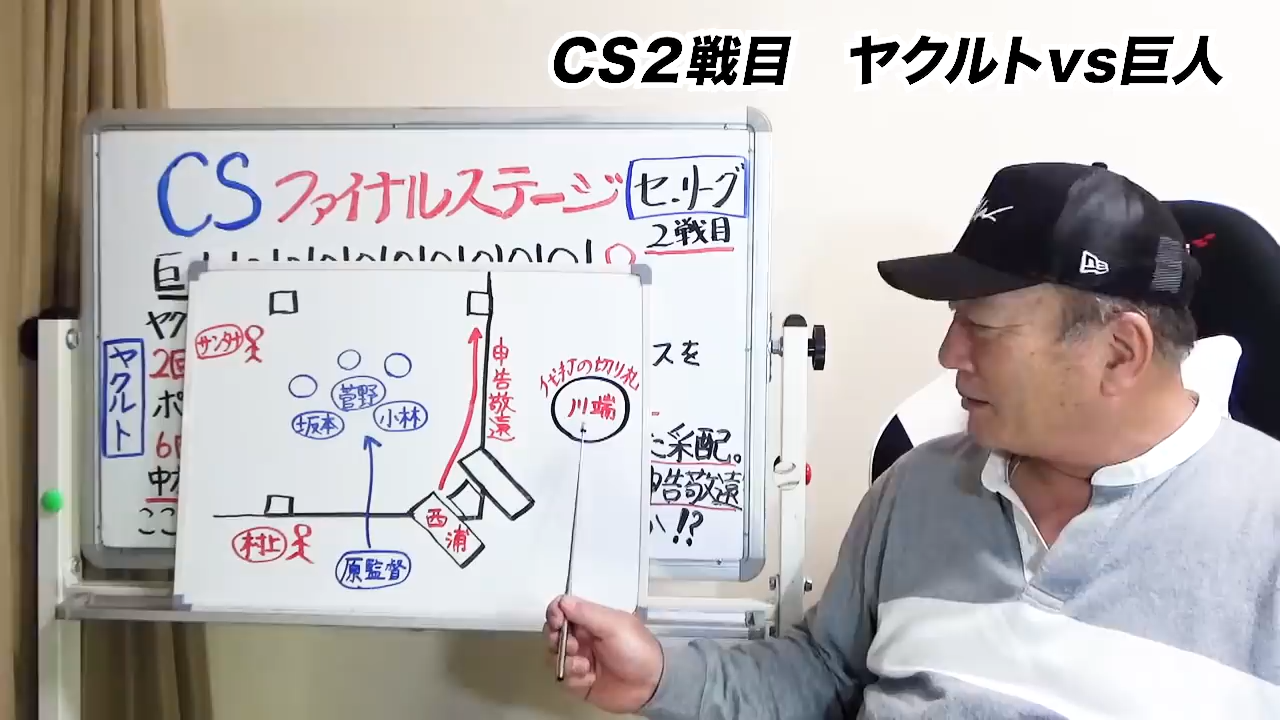 CS2戦目 ヤクルトvs巨人
CS ファイナルステージ セ.リーグ
2戦目
巨
ヤク
ヤクルト
2回
ポ
6
中
ここ
スを
た采配。
申告敬遠
い!?
サンタナ
菅野
坂本
小林
申告敬遠
代打の切り札
川端
西浦
村上
原監督